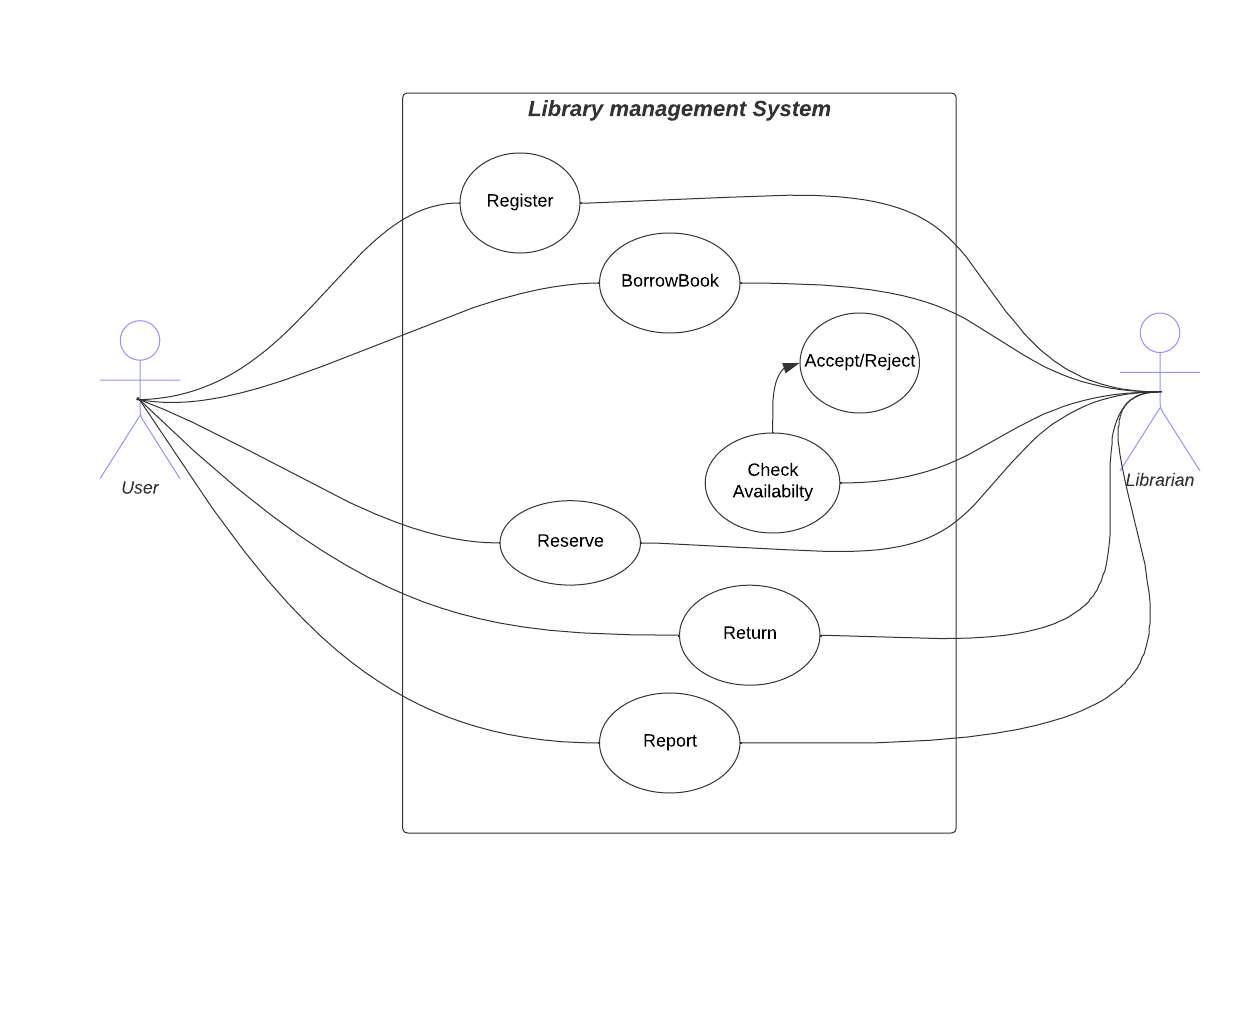 Library management System
Register
BorrowBook
Accept/Reject
Check
Availabilty
User
Librarian
Reserve
Return
Report